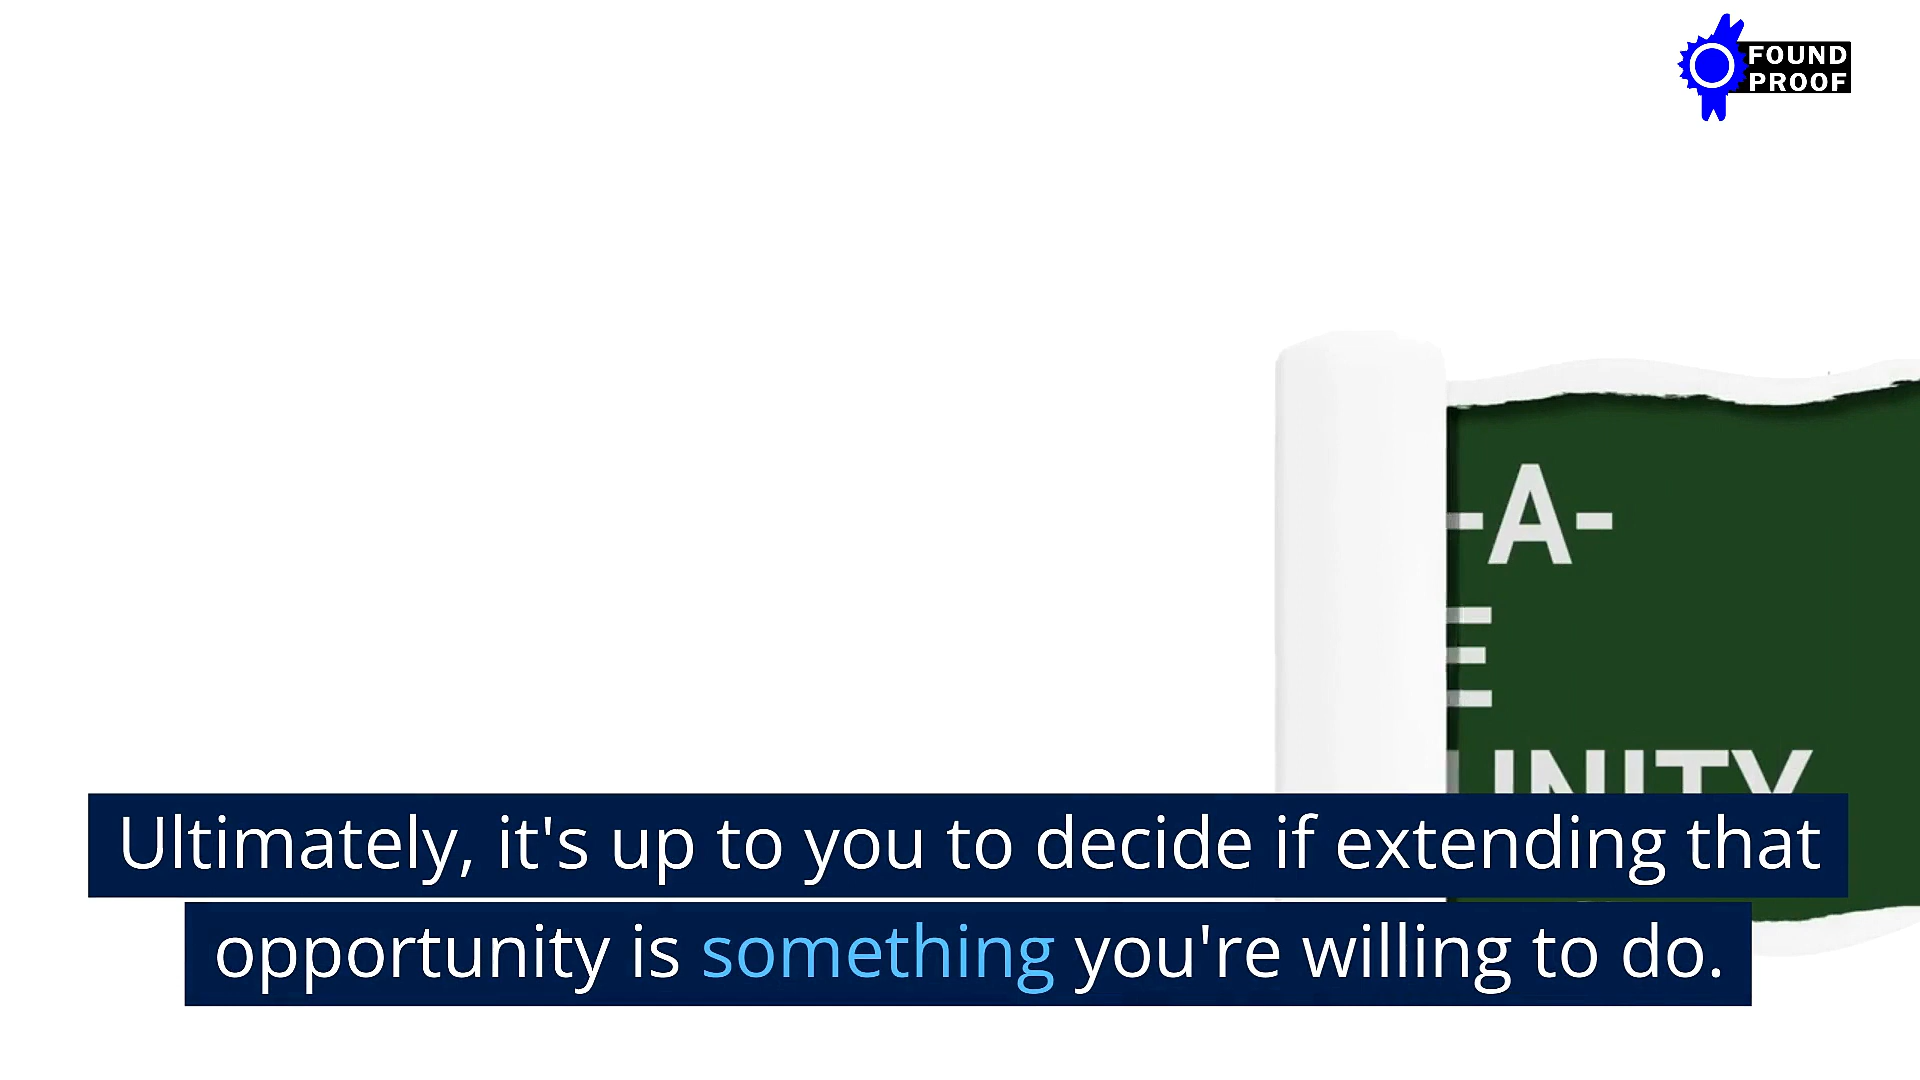 FOUND
PROOF
-A-
E
UNITY
Ultimately, it's up to you to decide if extending that
opportunity is something you're willing to do.